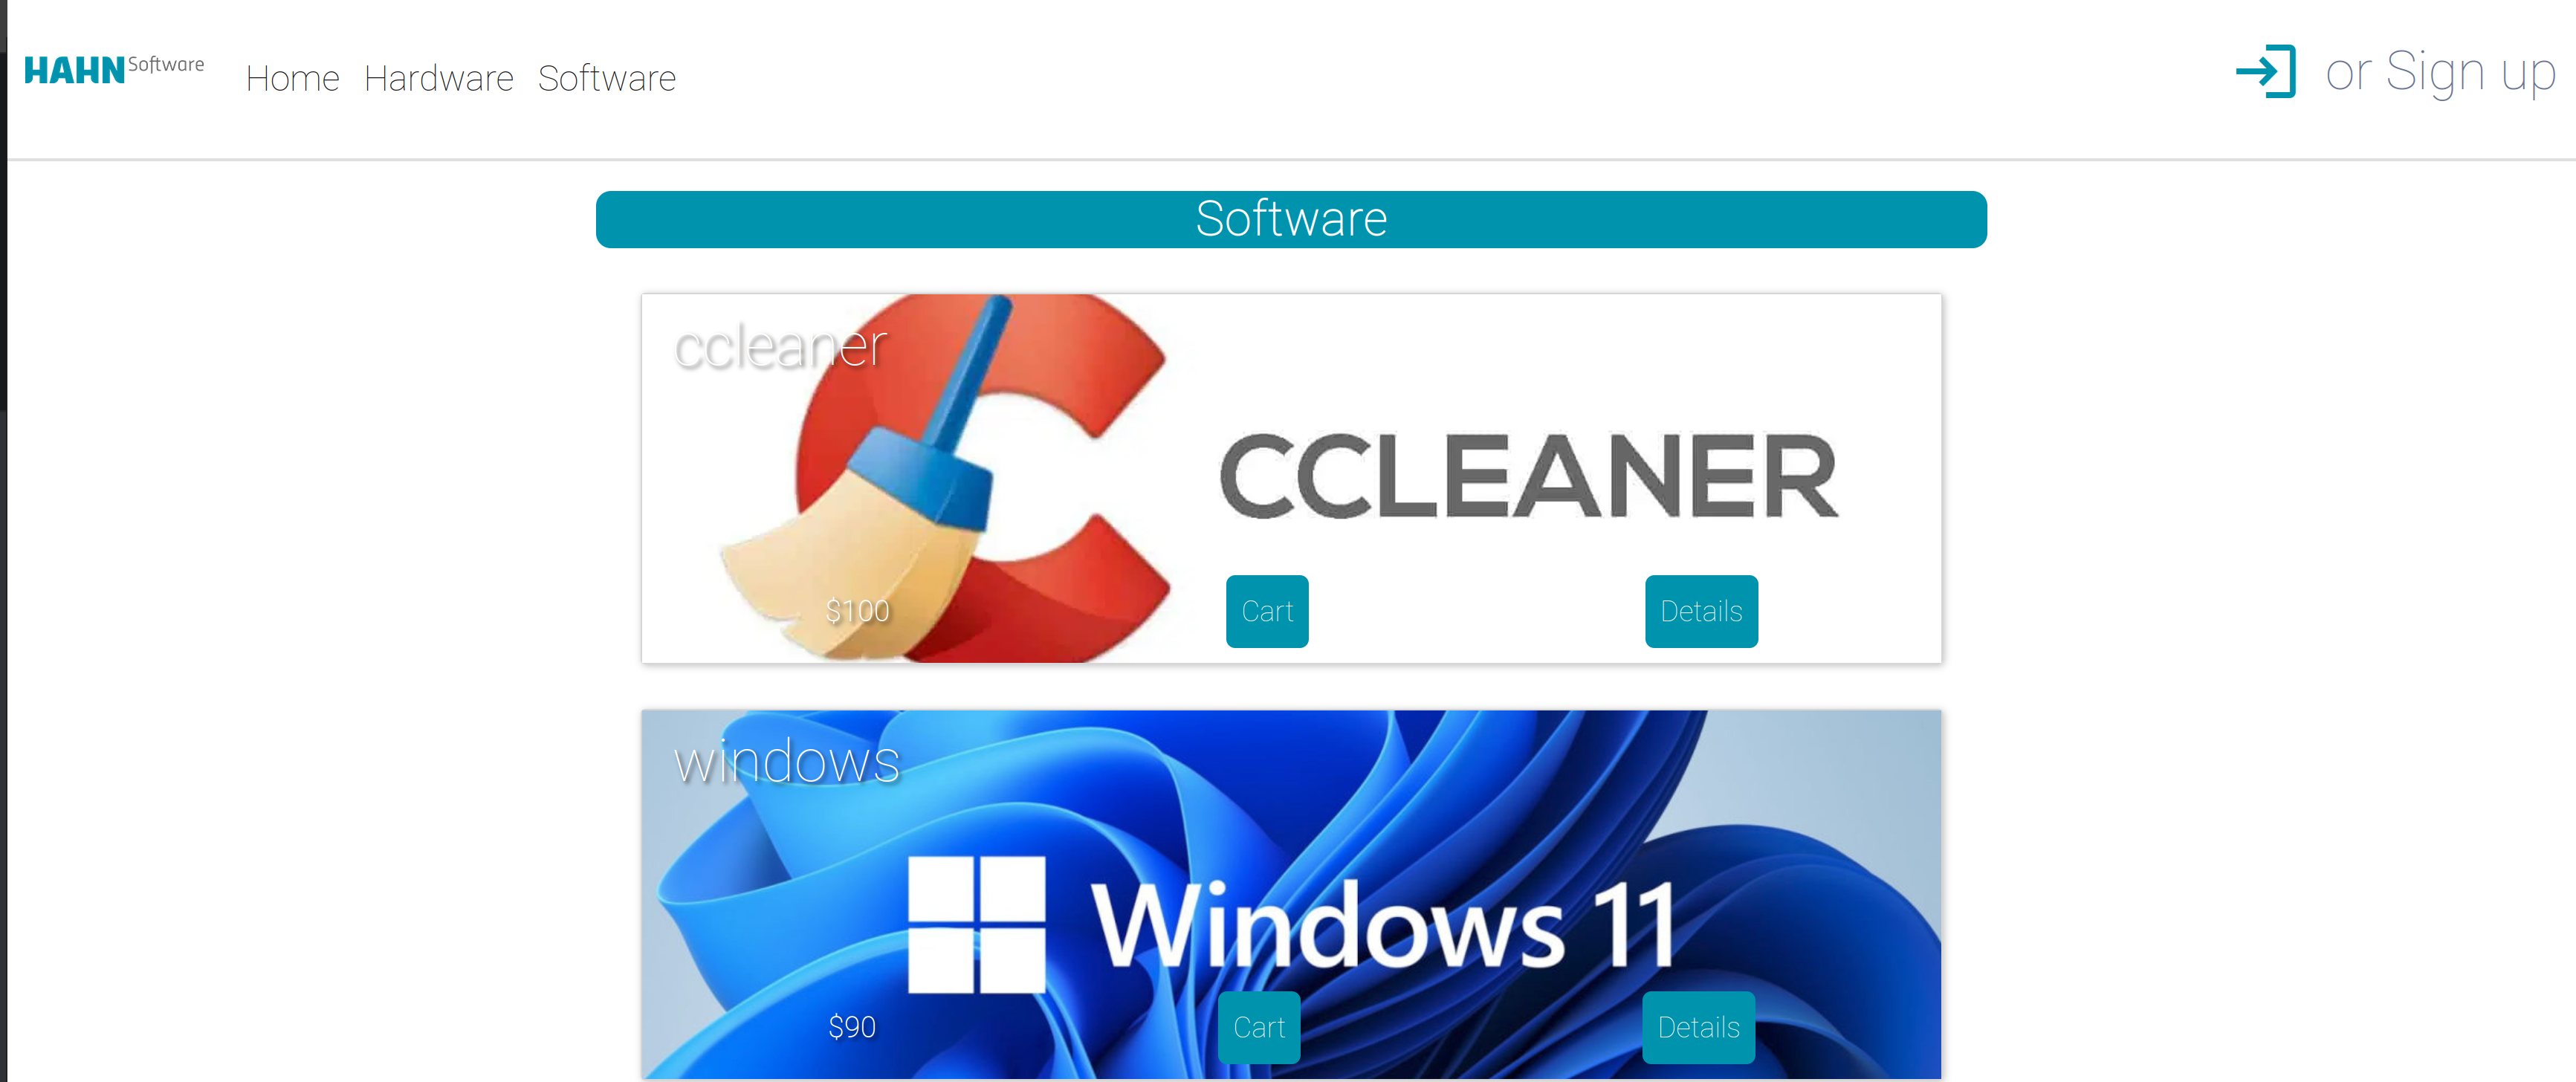 HAHN Software
Home Hardware Software
or Sign up
Software
ccleaner
CCLEANER
$100 Cart Details
windows
Windows 11
$90 Cart Details